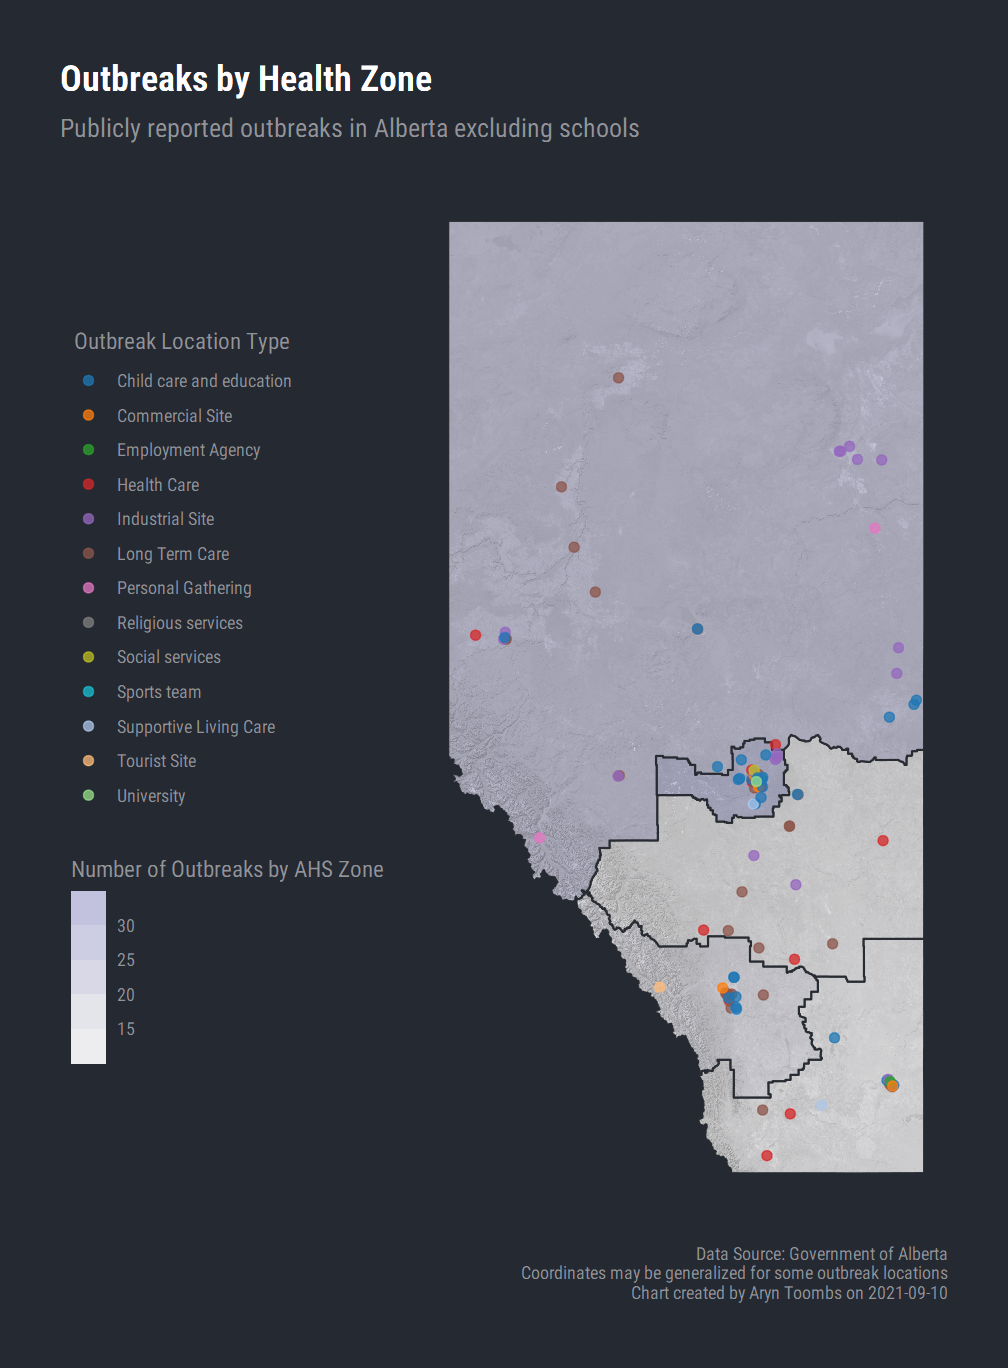 Outbreaks by Health Zone
Publicly reported outbreaks in Alberta excluding schools
Outbreak Location Type
Child care and education
Commercial Site
Employment Agency
Health Care
Industrial Site
Long Term Care
Personal Gathering
Religious services
Social services
Sports team
Supportive Living Care
Tourist Site
University
Number of Outbreaks by AHS Zone
30
25
20
15
Data Source: Government of Alberta
Coordinates may be generalized for some outbreak locations
Chart created by Aryn Toombs on 2021-09-10